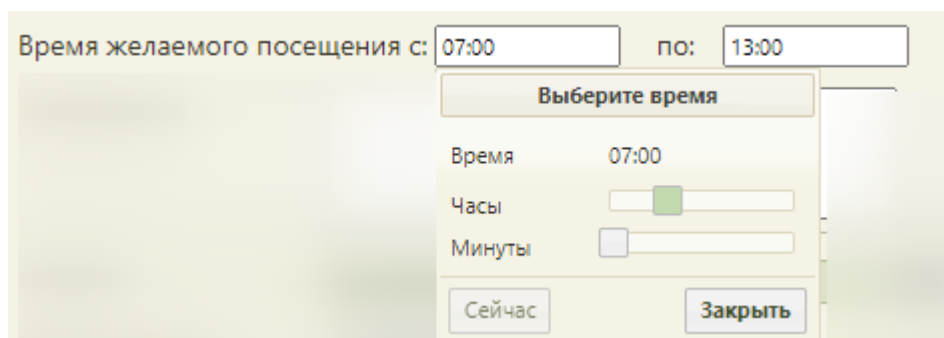 Время желаемого посещения с: 07:00 по: 13:00
Выберите время
Время 07:00
Часы
Минуты
Сейчас Закрыть